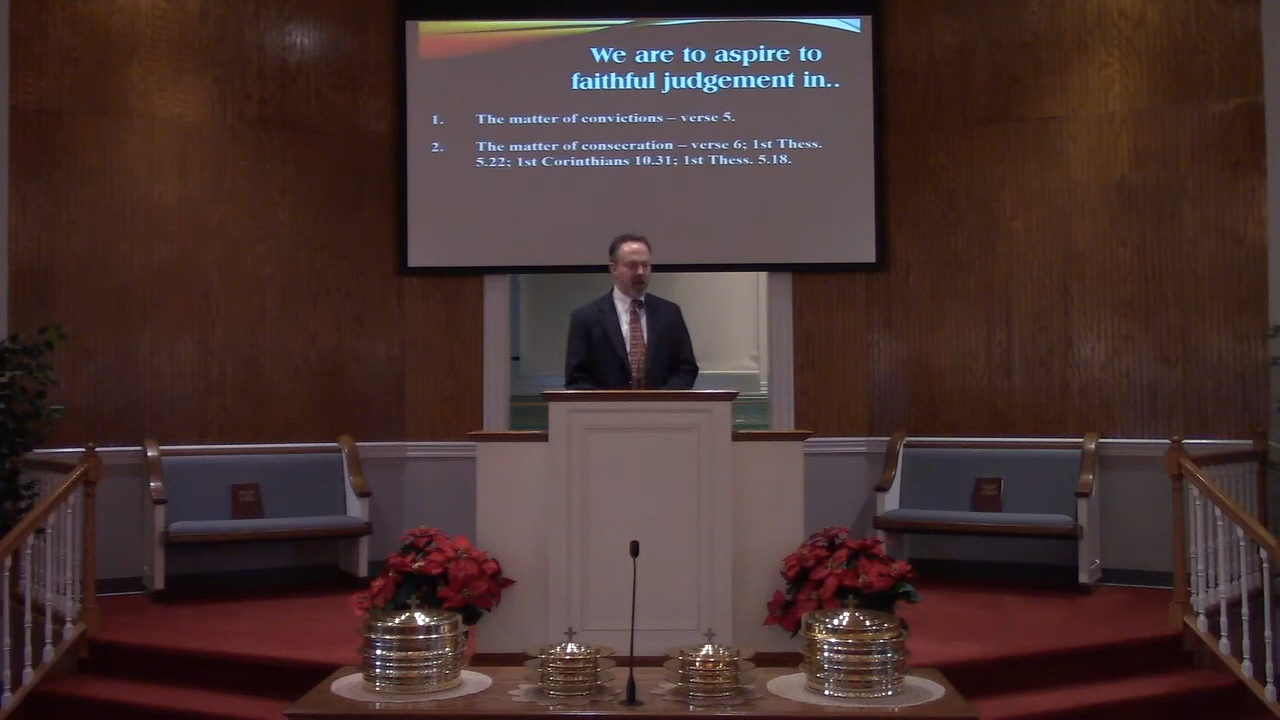 We are to aspire to
faithful judgement in..
1. The matter of convictions – verse 5.
2. The matter of consecration – verse 6; 1st Thess.
5.22; 1st Corinthians 10.31; 1st Thess. 5.18.